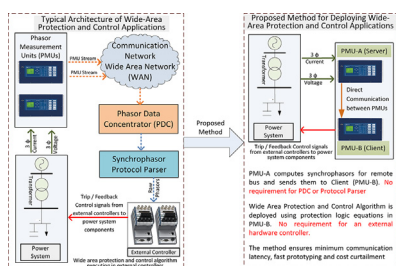 Typical Architecture of Wide-Area
Protection and Control Applications
Phasor
Measurement
Units (PMUs)
PMU Stream
PMU Stream
Communication
Network
Wide Area Network
(WAN)
Phasor Data
Concentrator (PDC)
Synchrophasor
Protocol Parser
3 Φ
Current
3 Φ
Voltage
Transformer
Trip / Feedback
Control signals from
external controllers to
power system
components
Raw
Power
System
External Controller
Wide area protection and control algorithm
executing in external controllers
Proposed
Method
Proposed Method for Deploying Wide-
Area Protection and Control Applications
Transformer
3 Φ
Current
3 Φ
Voltage
PMU-A (Server)
Direct
Communication
between PMUs
Power
System
PMU-B (Client)
Trip / Feedback Control signals from
external controllers to power
system components
PMU-A computes synchrophasors for remote
bus and sends them to Client (PMU-B). No
requirement for PDC or Protocol Parser
Wide Area Protection and Control Algorithm is
deployed using protection logic equations in
PMU-B. No requirement for an external
hardware controller.
The method ensures minimum communication
latency, fast prototyping and cost curtailment